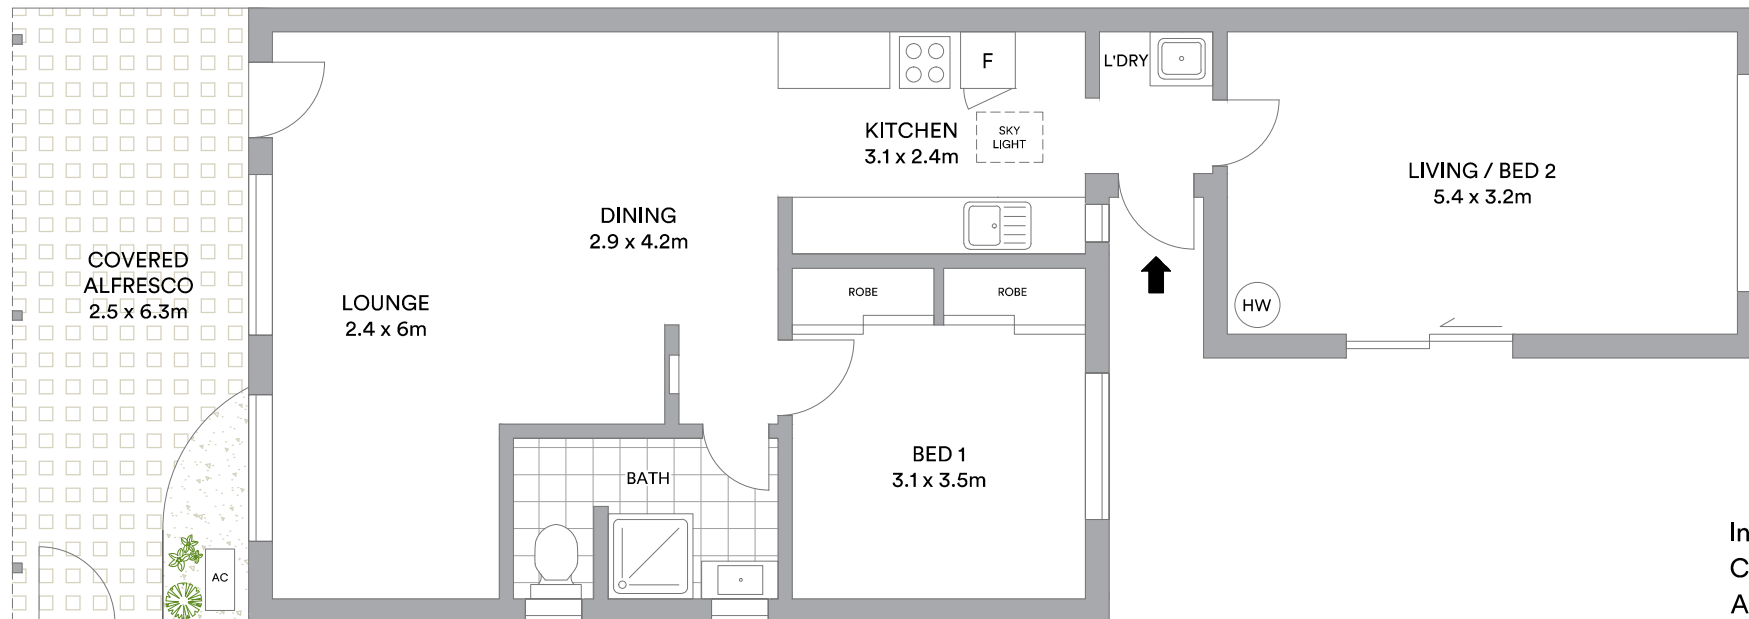 L'DRY
F
KITCHEN
3.1 x 2.4m
SKY
LIGHT
LIVING / BED 2
5.4 x 3.2m
DINING
2.9 x 4.2m
COVERED
ALFRESCO
2.5 x 6.3m
LOUNGE
2.4 x 6m
ROBE
ROBE
HW
BED 1
3.1 x 3.5m
BATH
AC
In
C
A